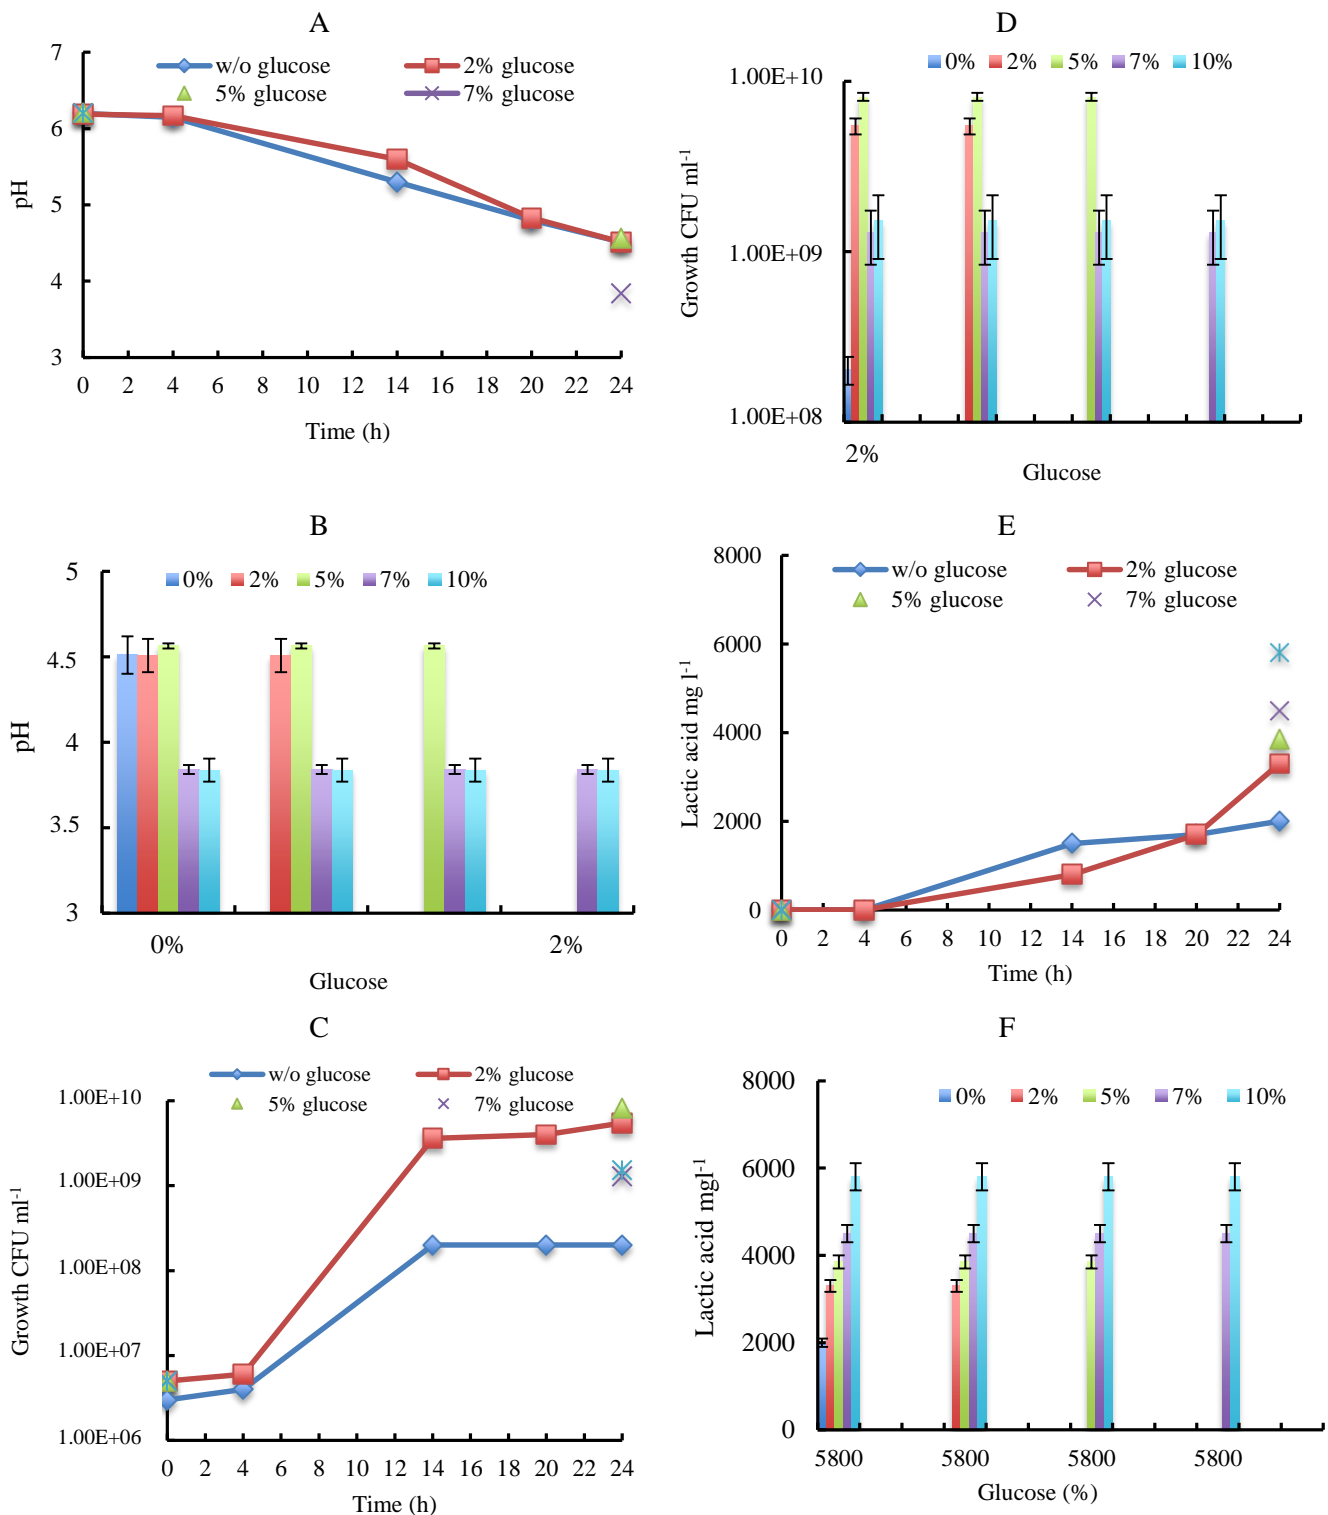 A
w/o glucose 2% glucose
5% glucose 7% glucose
7
6
5
4
3
pH
0 2 4 6 8 10 12 14 16 18 20 22 24
Time (h)
D
0% 2% 5% 7% 10%
1.00E+10
1.00E+09
1.00E+08
Growth CFU ml-1
2%
Glucose
B
0% 2% 5% 7% 10%
5
4.5
4
3.5
3
pH
0% 2%
Glucose
E
w/o glucose 2% glucose
5% glucose 7% glucose
8000
6000
4000
2000
0
Lactic acid mg l-1
0 2 4 6 8 10 12 14 16 18 20 22 24
Time (h)
C
w/o glucose 2% glucose
5% glucose 7% glucose
1.00E+10
1.00E+09
1.00E+08
1.00E+07
1.00E+06
Growth CFU ml-1
0 2 4 6 8 10 12 14 16 18 20 22 24
Time (h)
F
0% 2% 5% 7% 10%
8000
6000
4000
2000
0
Lactic acid mgl-1
5800 5800 5800 5800
Glucose (%)